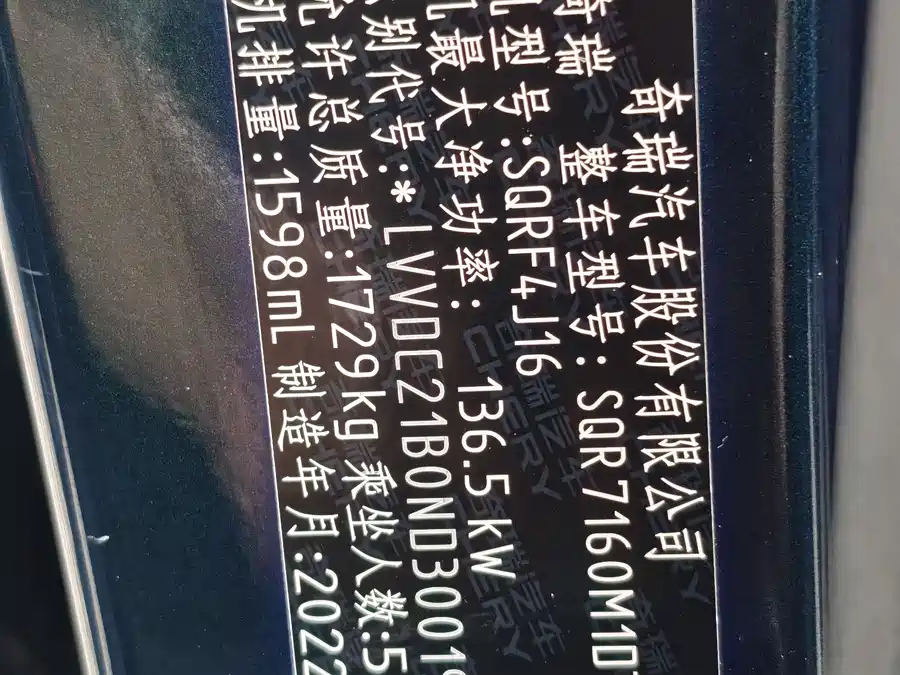 奇瑞汽车股份有限公司
奇瑞 整车型号: SQR7160M1D
型号:SQRF4J16
机最大净功率: 136.5kW
别代号:*LVVDC21B0ND3001
允许总质量:1729kg 乘坐人数:5
机排量:1598ml 制造年月:2022